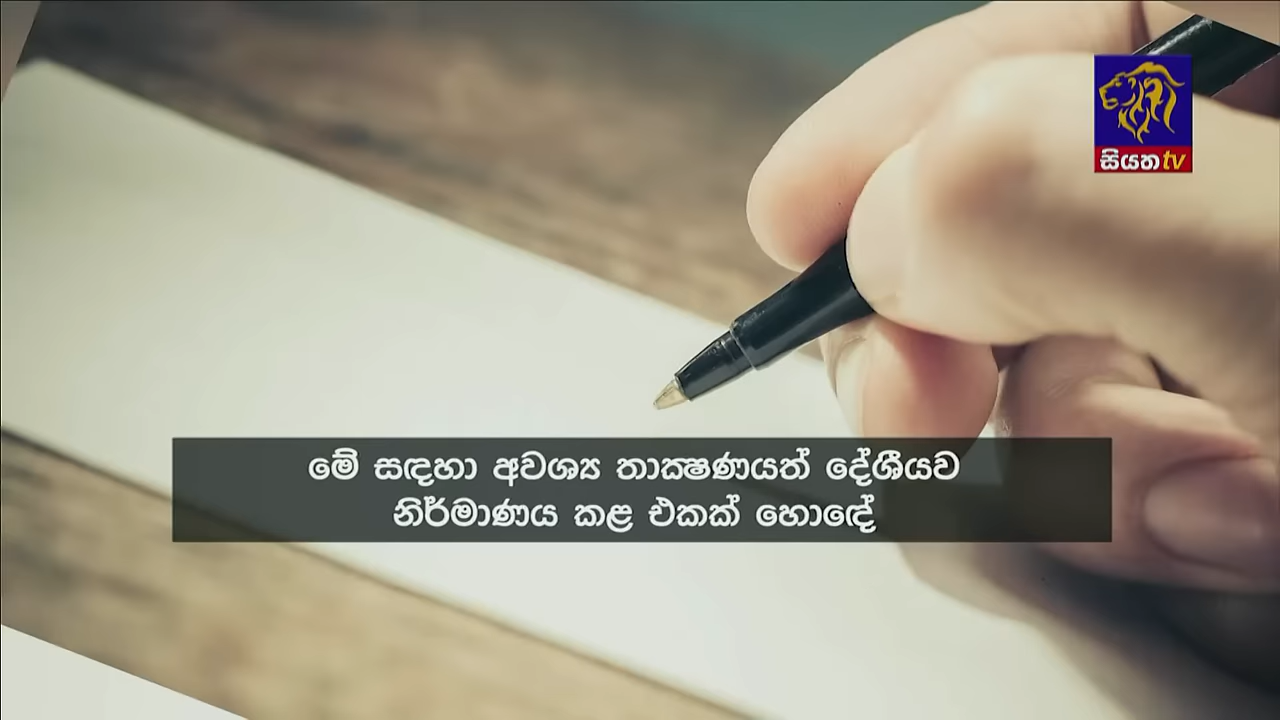 සියත tv
මේ සඳහා අවශ්‍ය තාක්‍ෂණයත් දේශීයව
නිර්මාණය කළ එකක් හොඳේ